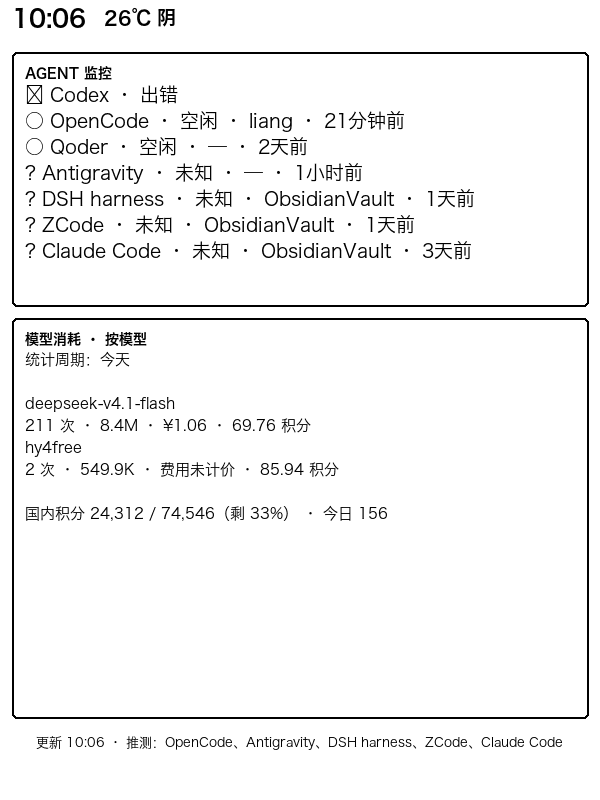 10:06 26℃ 阴
AGENT 监控
☒ Codex · 出错
○ OpenCode · 空闲 · liang · 21分钟前
○ Qoder · 空闲 · — · 2天前
? Antigravity · 未知 · — · 1小时前
? DSH harness · 未知 · ObsidianVault · 1天前
? ZCode · 未知 · ObsidianVault · 1天前
? Claude Code · 未知 · ObsidianVault · 3天前
模型消耗 · 按模型
统计周期：今天
deepseek-v4.1-flash
211 次 · 8.4M · ¥1.06 · 69.76 积分
hy4free
2 次 · 549.9K · 费用未计价 · 85.94 积分
国内积分 24,312 / 74,546（剩 33%） · 今日 156
更新 10:06 · 推测：OpenCode、Antigravity、DSH harness、ZCode、Claude Code